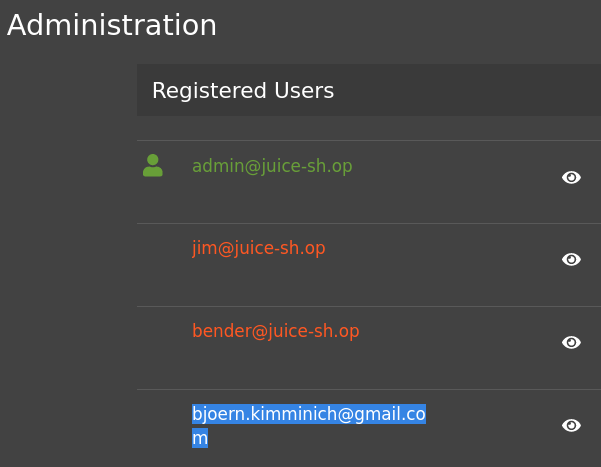 Administration
Registered Users
admin@juice-sh.op
jim@juice-sh.op
bender@juice-sh.op
bjoern.kimminich@gmail.co
m